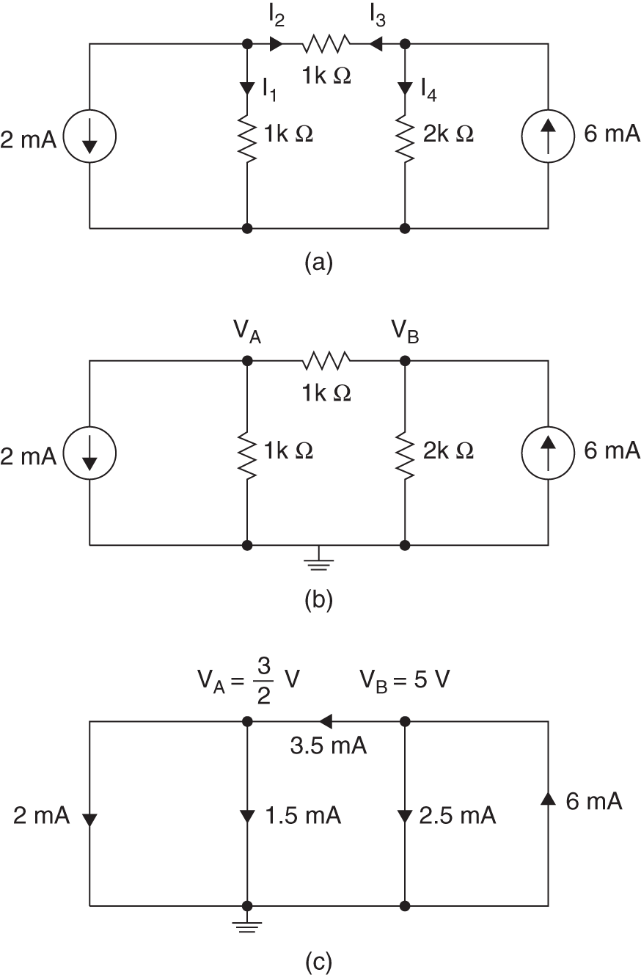 I2 I3
1k Ω
I1 I4
2 mA 1k Ω 2k Ω 6 mA
(a)
VA VB
1k Ω
2 mA 1k Ω 2k Ω 6 mA
(b)
VA = 3/2 V VB = 5 V
3.5 mA
2 mA 1.5 mA 2.5 mA 6 mA
(c)